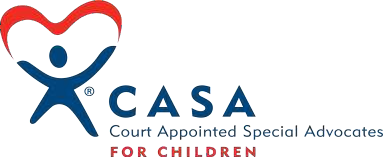 ® CASA
Court Appointed Special Advocates
FOR CHILDREN